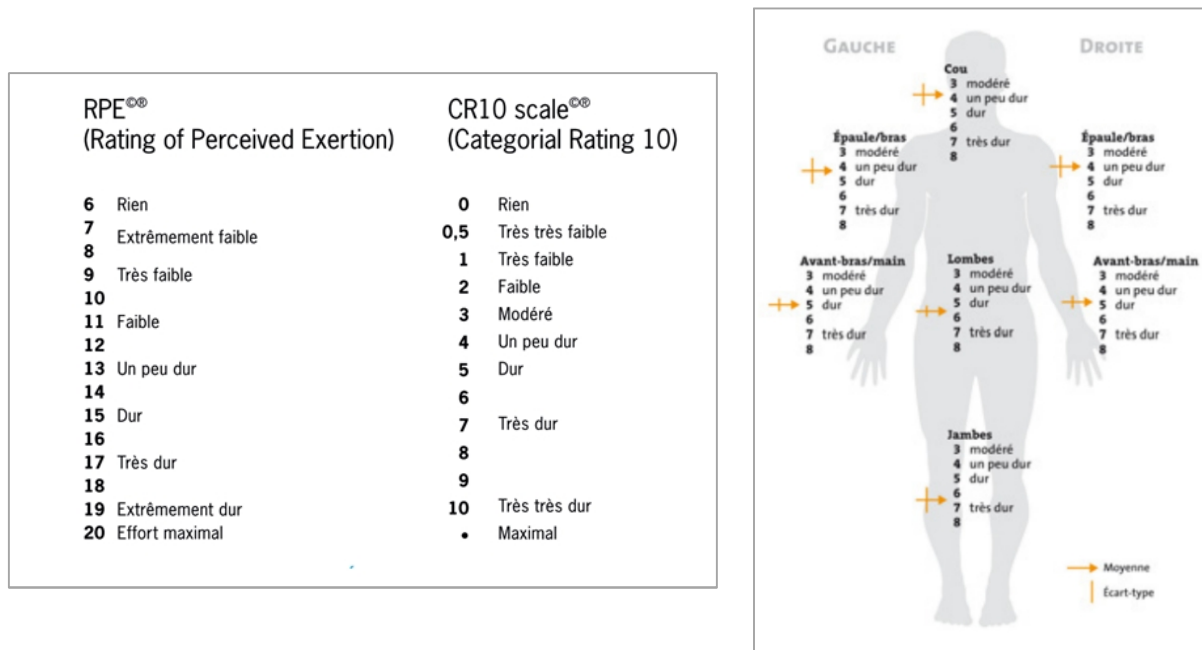 RPE©®
(Rating of Perceived Exertion)
6 Rien
7
Extrêmement faible
8
9 Très faible
10
11 Faible
12
13 Un peu dur
14
15 Dur
16
17 Très dur
18
19 Extrêmement dur
20 Effort maximal
CR10 scale©®
(Categorial Rating 10)
0 Rien
0,5 Très très faible
1 Très faible
2 Faible
3 Modéré
4 Un peu dur
5 Dur
6
7 Très dur
8
9
10 Très très dur
• Maximal
GAUCHE
DROITE
Cou
3 modéré
4 un peu dur
5 dur
6
7 très dur
8
Épaule/bras
3 modéré
4 un peu dur
5 dur
6
7 très dur
8
Épaule/bras
3 modéré
4 un peu dur
5 dur
6
7 très dur
8
Avant-bras/main
3 modéré
4 un peu dur
5 dur
6
7 très dur
8
Lombes
3 modéré
4 un peu dur
5 dur
6
7 très dur
8
Avant-bras/main
3 modéré
4 un peu dur
5 dur
6
7 très dur
8
Jambes
3 modéré
4 un peu dur
5 dur
6
7 très dur
8
Moyenne
Écart-type